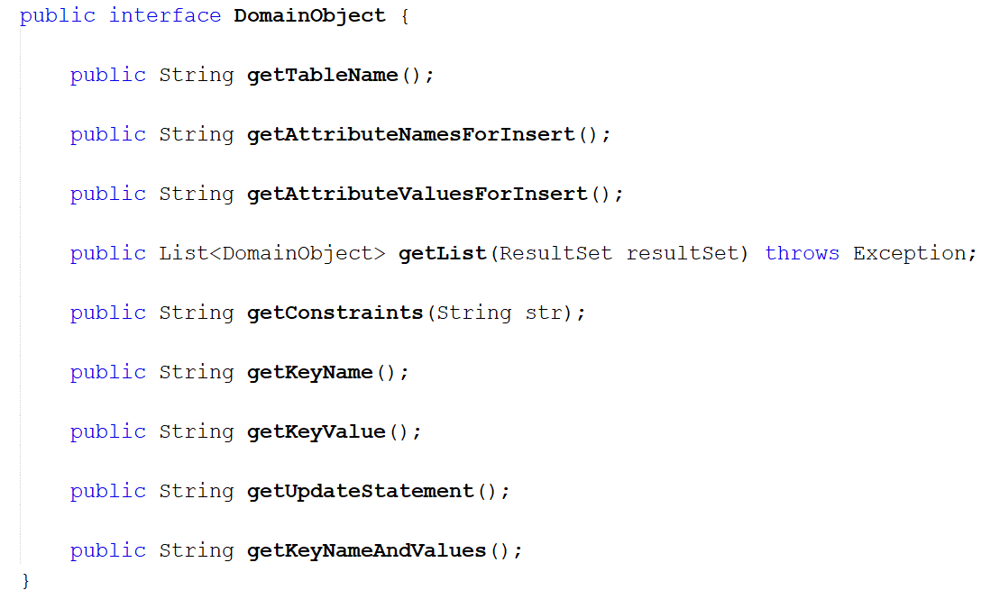 public interface DomainObject {
public String getTableName();
public String getAttributeNamesForInsert();
public String getAttributeValuesForInsert();
public List<DomainObject> getList(ResultSet resultSet) throws Exception;
public String getConstraints(String str);
public String getKeyName();
public String getKeyValue();
public String getUpdateStatement();
public String getKeyNameAndValues();
}